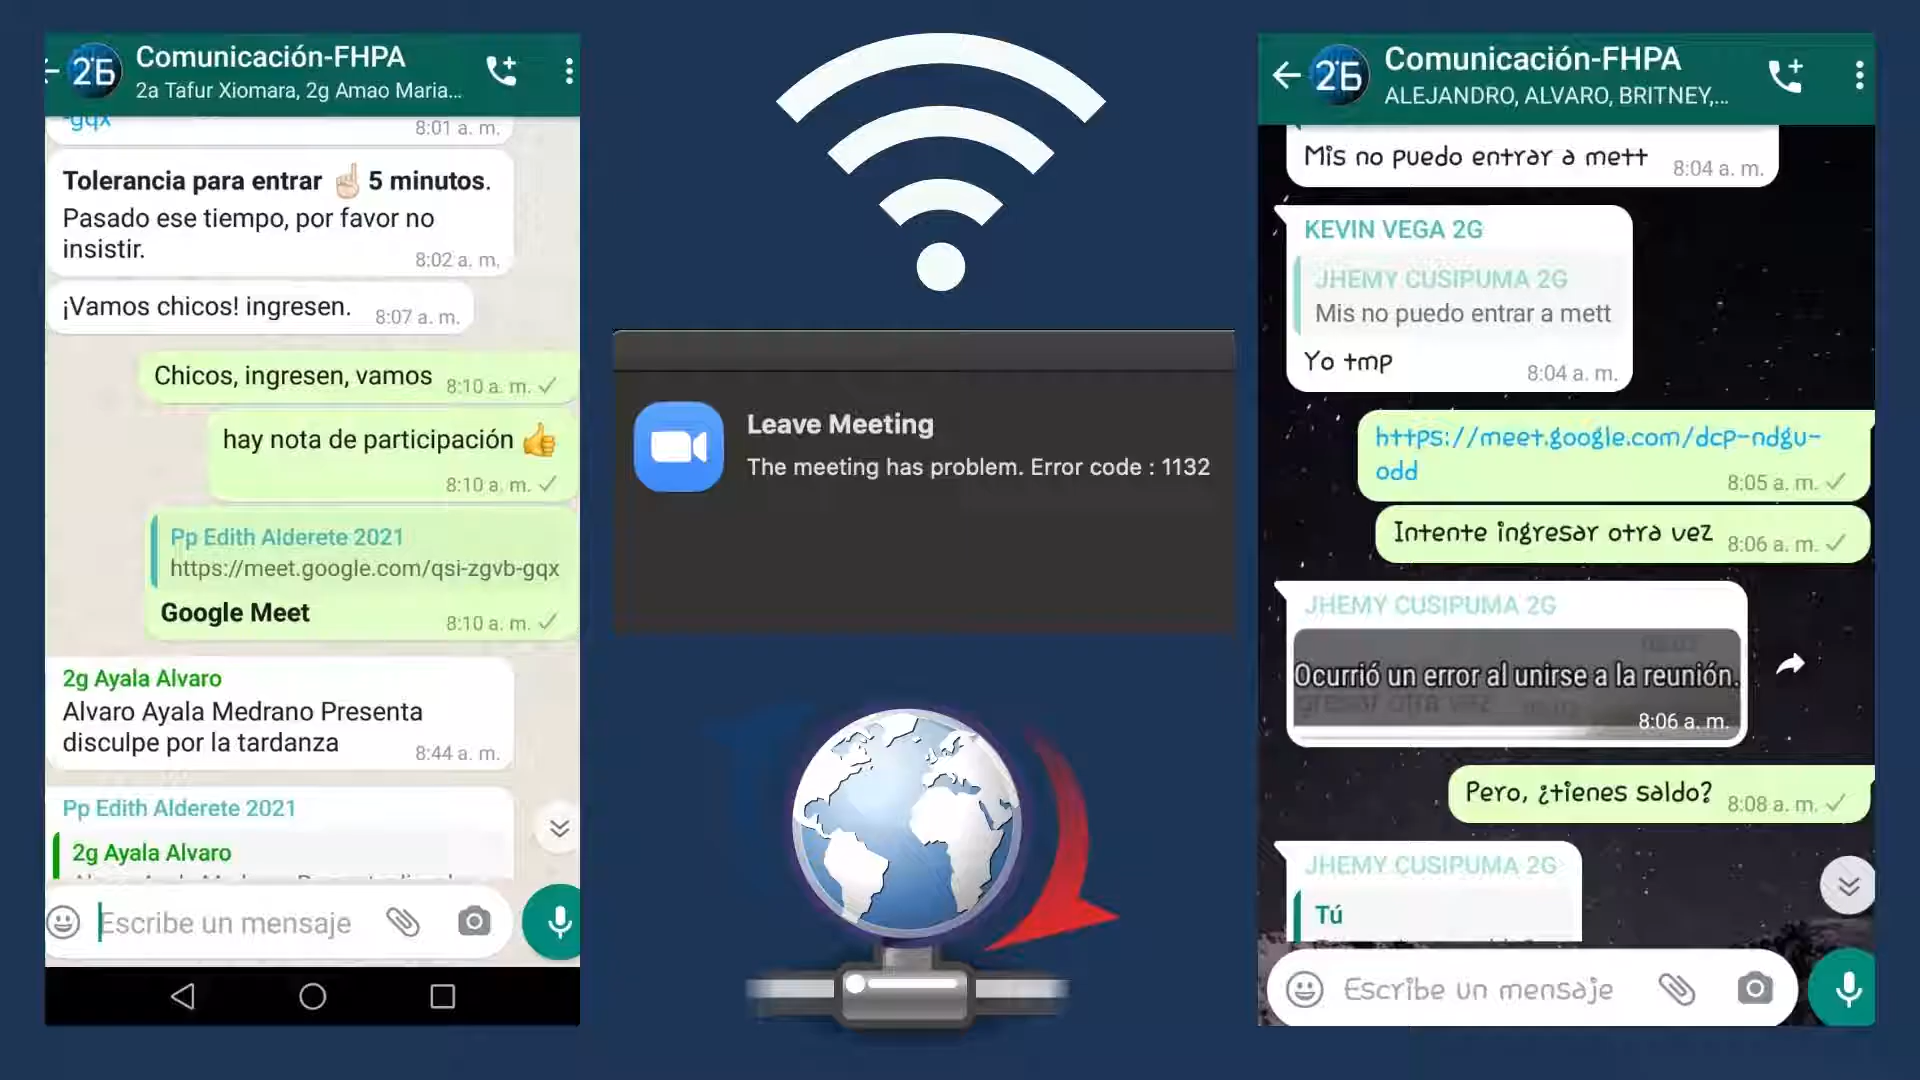 Comunicación-FHPA
2a Tafur Xiomara, 2g Amao Maria...
-gqx
8:01 a. m.
Tolerancia para entrar ☝🏻 5 minutos.
Pasado ese tiempo, por favor no
insistir.
8:02 a. m.
¡Vamos chicos! ingresen.
8:07 a. m.
Chicos, ingresen, vamos
8:10 a. m.
hay nota de participación 👍
8:10 a. m.
Pp Edith Alderete 2021
https://meet.google.com/qsi-zgvb-gqx
Google Meet
8:10 a. m.
2g Ayala Alvaro
Alvaro Ayala Medrano Presenta
disculpe por la tardanza
8:44 a. m.
Pp Edith Alderete 2021
2g Ayala Alvaro
Escribe un mensaje
Leave Meeting
The meeting has problem. Error code : 1132
Comunicación-FHPA
ALEJANDRO, ALVARO, BRITNEY,...
Mis no puedo entrar a mett
8:04 a. m.
KEVIN VEGA 2G
JHEMY CUSIPUMA 2G
Mis no puedo entrar a mett
Yo tmp
8:04 a. m.
https://meet.google.com/dcp-ndgu-
odd
8:05 a. m.
Intente ingresar otra vez
8:06 a. m.
JHEMY CUSIPUMA 2G
Ocurrió un error al unirse a la reunión.
gresar otra vez
8:06 a. m.
Pero, ¿tienes saldo?
8:08 a. m.
JHEMY CUSIPUMA 2G
Tú
Escribe un mensaje